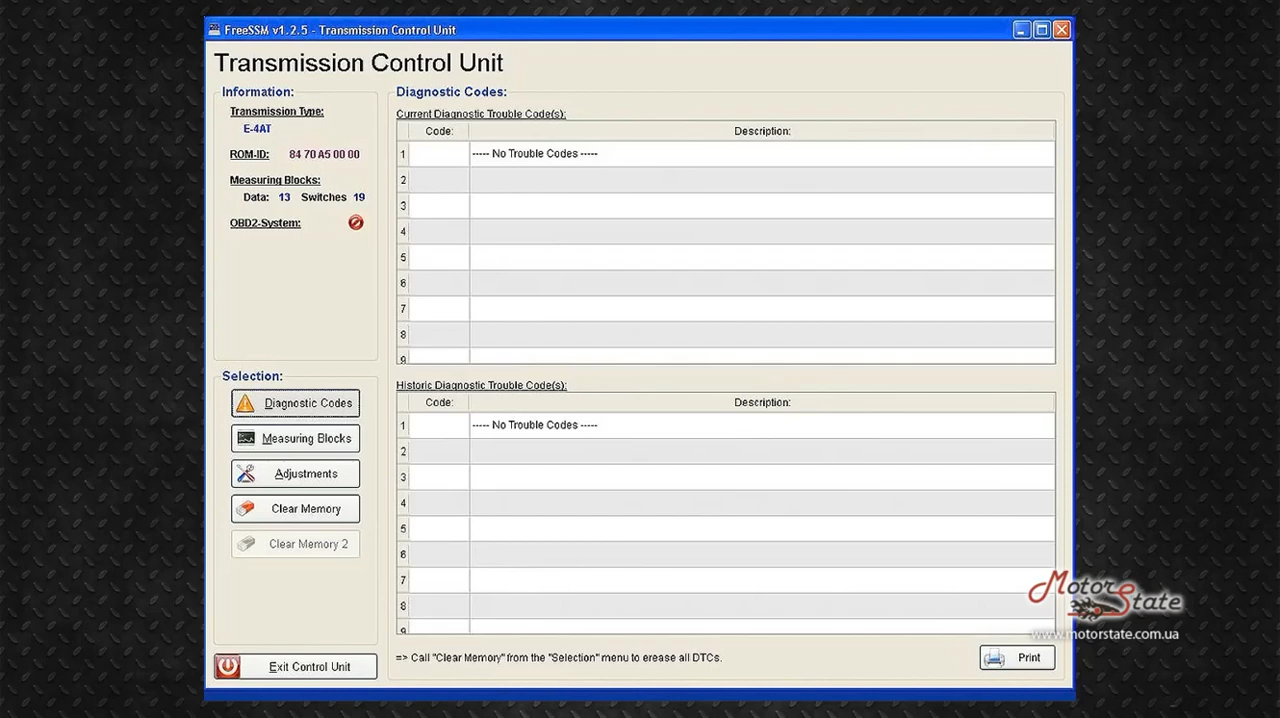 FreeSSM v1.2.5 - Transmission Control Unit
Transmission Control Unit
Information:
Transmission Type:
E-4AT
ROM-ID: 84 70 A5 00 00
Measuring Blocks:
Data: 13 Switches 19
OBD2-System:
Selection:
Diagnostic Codes
Measuring Blocks
Adjustments
Clear Memory
Clear Memory 2
Exit Control Unit
Diagnostic Codes:
Current Diagnostic Trouble Code(s):
Code: Description:
1 ----- No Trouble Codes -----
2
3
4
5
6
7
8
9
Historic Diagnostic Trouble Code(s):
Code: Description:
1 ----- No Trouble Codes -----
2
3
4
5
6
7
8
9
=> Call "Clear Memory" from the "Selection" menu to erease all DTCs.
Print
MotorState
www.motorstate.com.ua